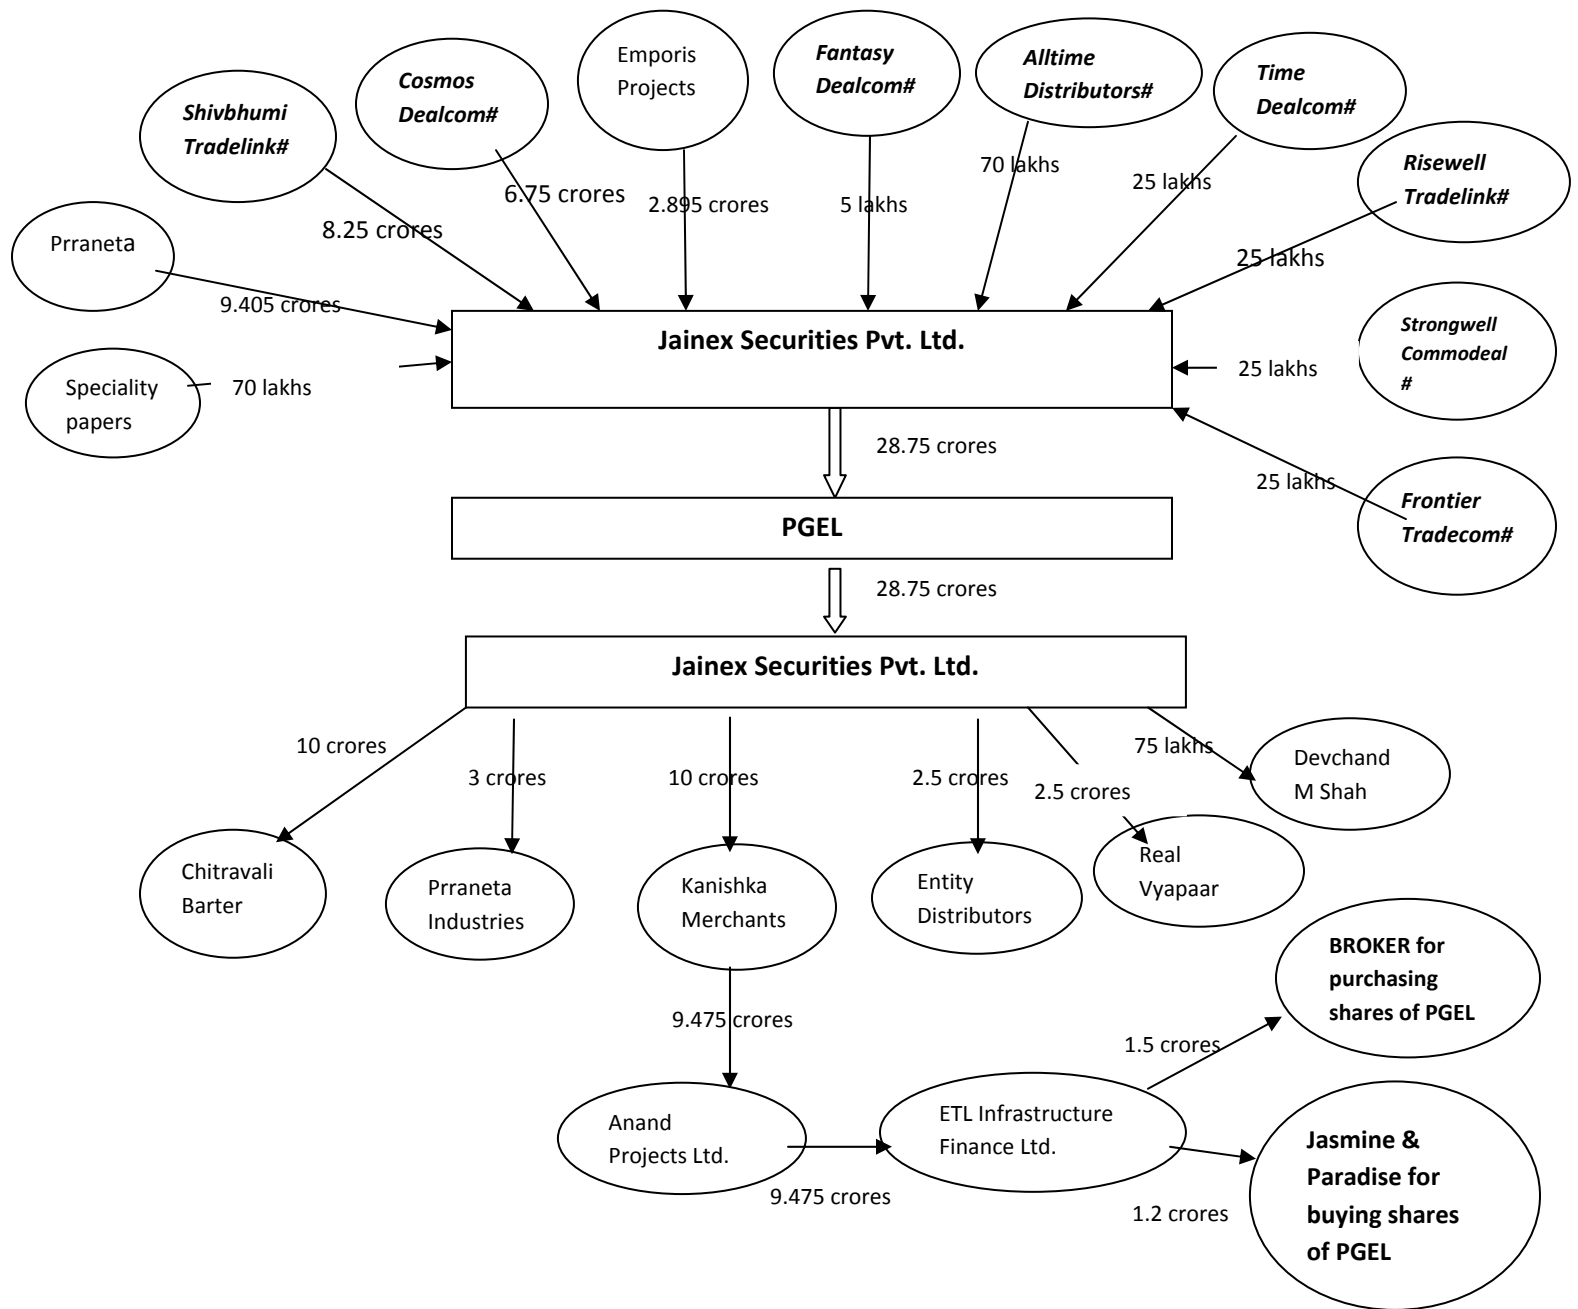 Emporis
Projects
Fantasy
Dealcom#
Alltime
Distributors#
Cosmos
Dealcom#
Time
Dealcom#
Shivbhumi
Tradelink#
Risewell
Tradelink#
70 lakhs
25 lakhs
6.75 crores
2.895 crores
5 lakhs
8.25 crores
Prraneta
25 lakhs
9.405 crores
Jainex Securities Pvt. Ltd.
Strongwell
Commodeal
#
Speciality
papers
70 lakhs
25 lakhs
28.75 crores
25 lakhs
Frontier
Tradecom#
PGEL
28.75 crores
Jainex Securities Pvt. Ltd.
10 crores
3 crores
10 crores
2.5 crores
2.5 crores
75 lakhs
Devchand
M Shah
Chitravali
Barter
Prraneta
Industries
Kanishka
Merchants
Entity
Distributors
Real
Vyapaar
BROKER for
purchasing
shares of PGEL
9.475 crores
1.5 crores
Anand
Projects Ltd.
ETL Infrastructure
Finance Ltd.
Jasmine &
Paradise for
buying shares
of PGEL
9.475 crores
1.2 crores